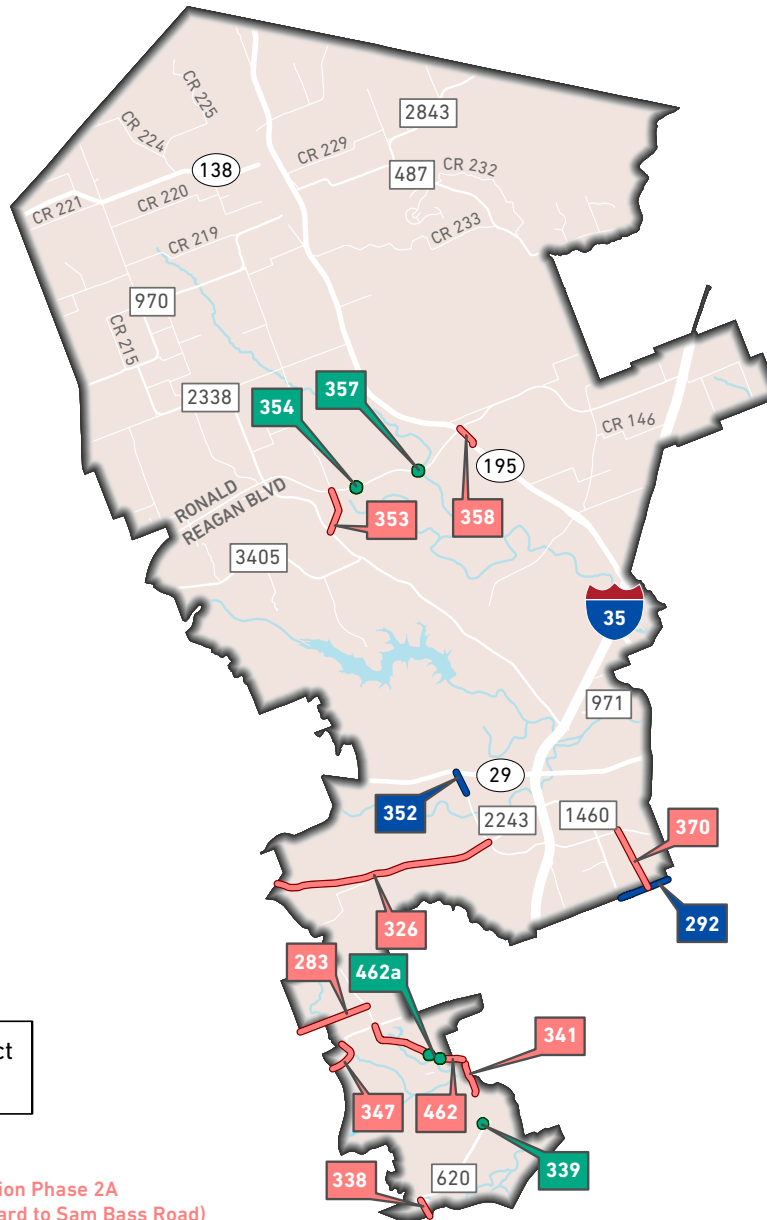 CR 225
2843
CR 224
CR 229
138
487
CR 232
CR 220
CR 221
CR 233
CR 219
970
CR 215
357
2338
354
CR 146
195
RONALD
REAGAN BLVD
353
358
3405
35
971
29
352
2243
1460
370
292
326
283
462a
ct
341
347
462
339
338
620
ion Phase 2A
ard to Sam Bass Road)